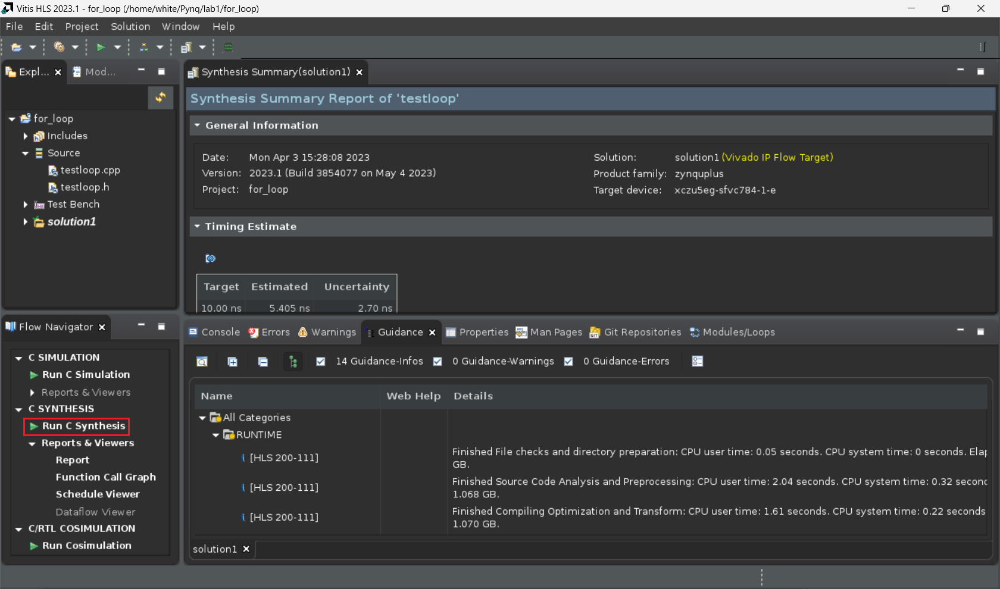 Vitis HLS 2023.1 - for_loop (/home/white/Pynq/lab1/for_loop)
File Edit Project Solution Window Help
Expl... Mod...
for_loop
Includes
Source
testloop.cpp
testloop.h
Test Bench
solution1
Synthesis Summary(solution1)
Synthesis Summary Report of 'testloop'
General Information
Date: Mon Apr 3 15:28:08 2023
Version: 2023.1 (Build 3854077 on May 4 2023)
Project: for_loop
Solution: solution1 (Vivado IP Flow Target)
Product family: zynquplus
Target device: xczu5eg-sfvc784-1-e
Timing Estimate
Target Estimated Uncertainty
10.00 ns 5.405 ns 2.70 ns
Flow Navigator
C SIMULATION
Run C Simulation
Reports & Viewers
C SYNTHESIS
Run C Synthesis
Reports & Viewers
Report
Function Call Graph
Schedule Viewer
Dataflow Viewer
C/RTL COSIMULATION
Run Cosimulation
Console Errors Warnings Guidance Properties Man Pages Git Repositories Modules/Loops
14 Guidance-Infos 0 Guidance-Warnings 0 Guidance-Errors
Name Web Help Details
All Categories
RUNTIME
[HLS 200-111] Finished File checks and directory preparation: CPU user time: 0.05 seconds. CPU system time: 0 seconds. Elap
GB.
[HLS 200-111] Finished Source Code Analysis and Preprocessing: CPU user time: 2.04 seconds. CPU system time: 0.32 second
1.068 GB.
[HLS 200-111] Finished Compiling Optimization and Transform: CPU user time: 1.61 seconds. CPU system time: 0.22 seconds
1.070 GB.
solution1